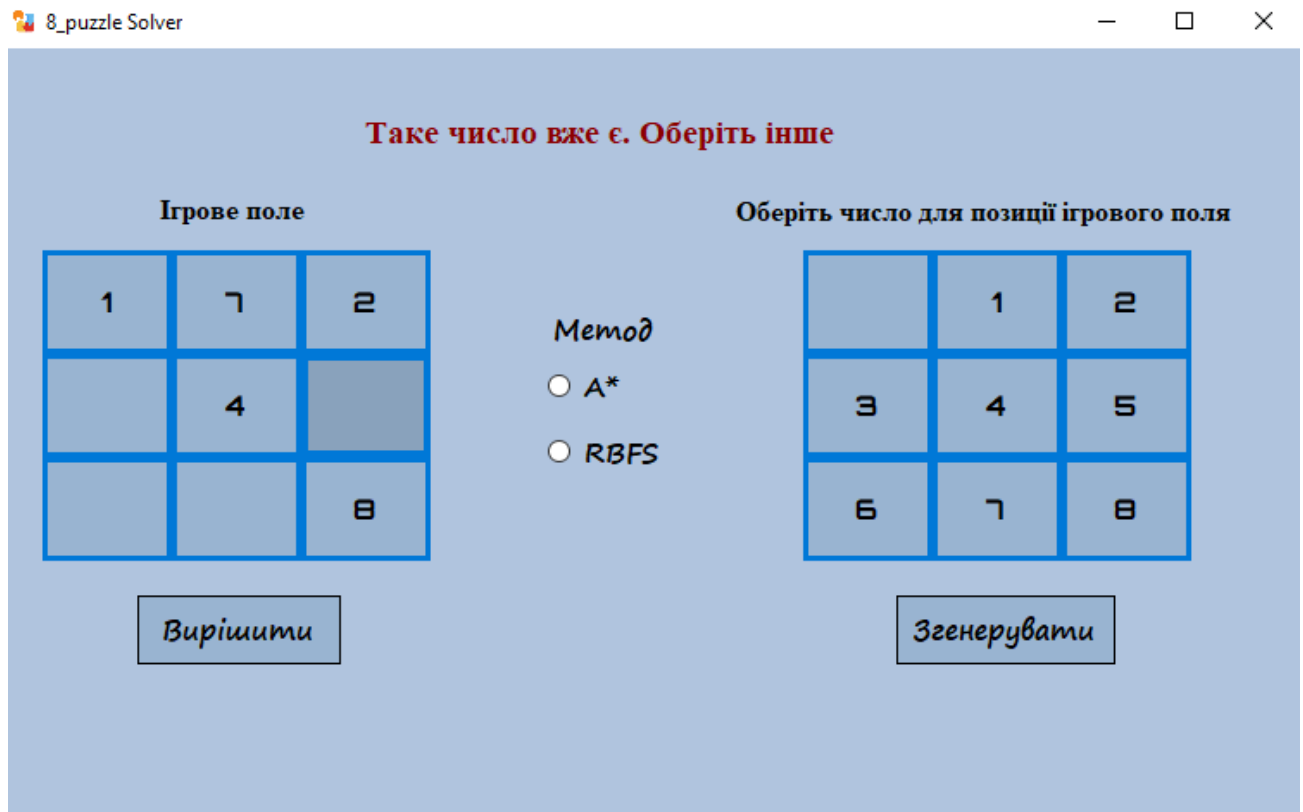 8_puzzle Solver
Таке число вже є. Оберіть інше
Ігрове поле
1 7 2
4
8
Вирішити
Метод
A*
RBFS
Оберіть число для позиції ігрового поля
1 2
3 4 5
6 7 8
Згенерувати